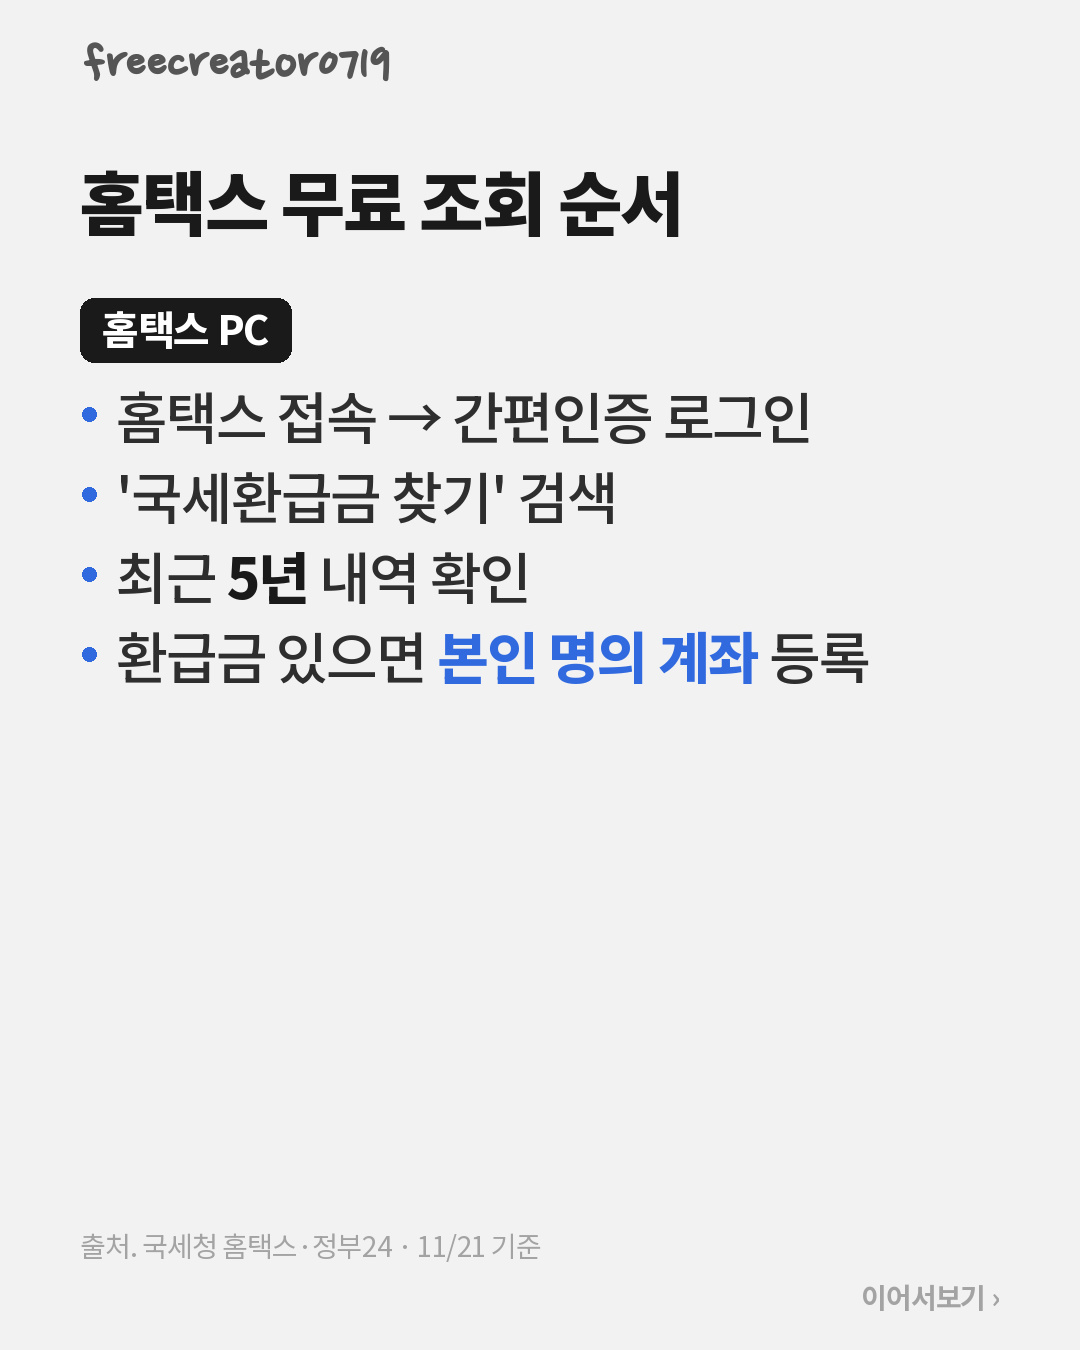 freecreator0719
홈택스 무료 조회 순서
홈택스 PC
• 홈택스 접속 → 간편인증 로그인
• '국세환급금 찾기' 검색
• 최근 5년 내역 확인
• 환급금 있으면 본인 명의 계좌 등록
출처. 국세청 홈택스·정부24 · 11/21 기준
이어서보기 ›